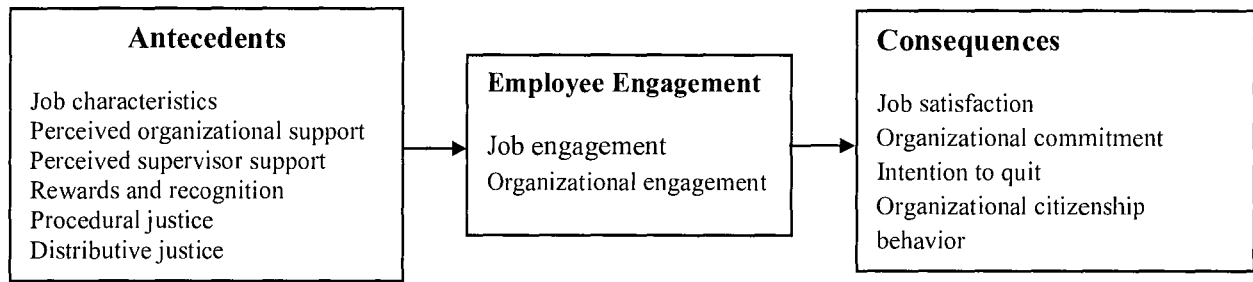 Antecedents
Job characteristics
Perceived organizational support
Perceived supervisor support
Rewards and recognition
Procedural justice
Distributive justice
Employee Engagement
Job engagement
Organizational engagement
Consequences
Job satisfaction
Organizational commitment
Intention to quit
Organizational citizenship
behavior